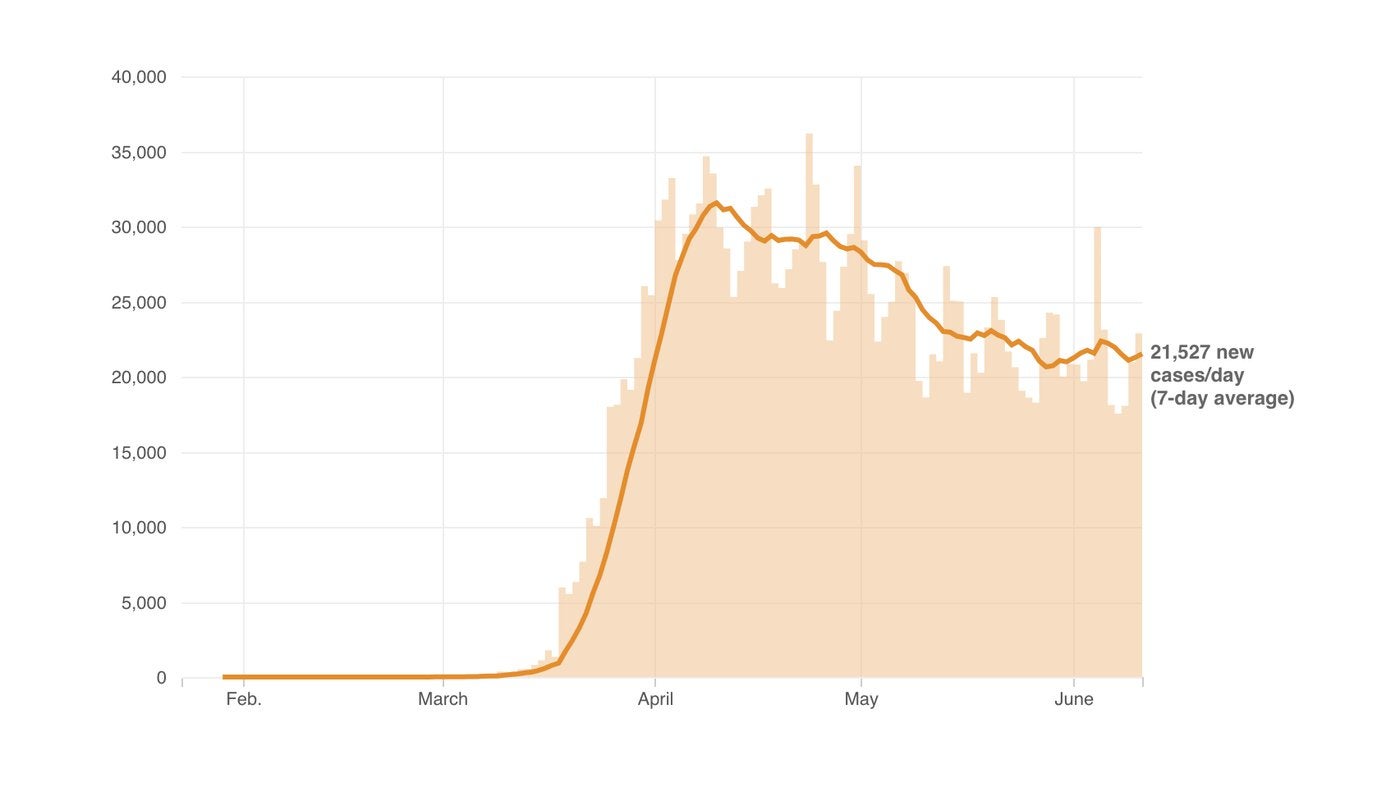 40,000
35,000
30,000
25,000
20,000
15,000
10,000
5,000
0
Feb.
March
April
May
June
21,527 new
cases/day
(7-day average)